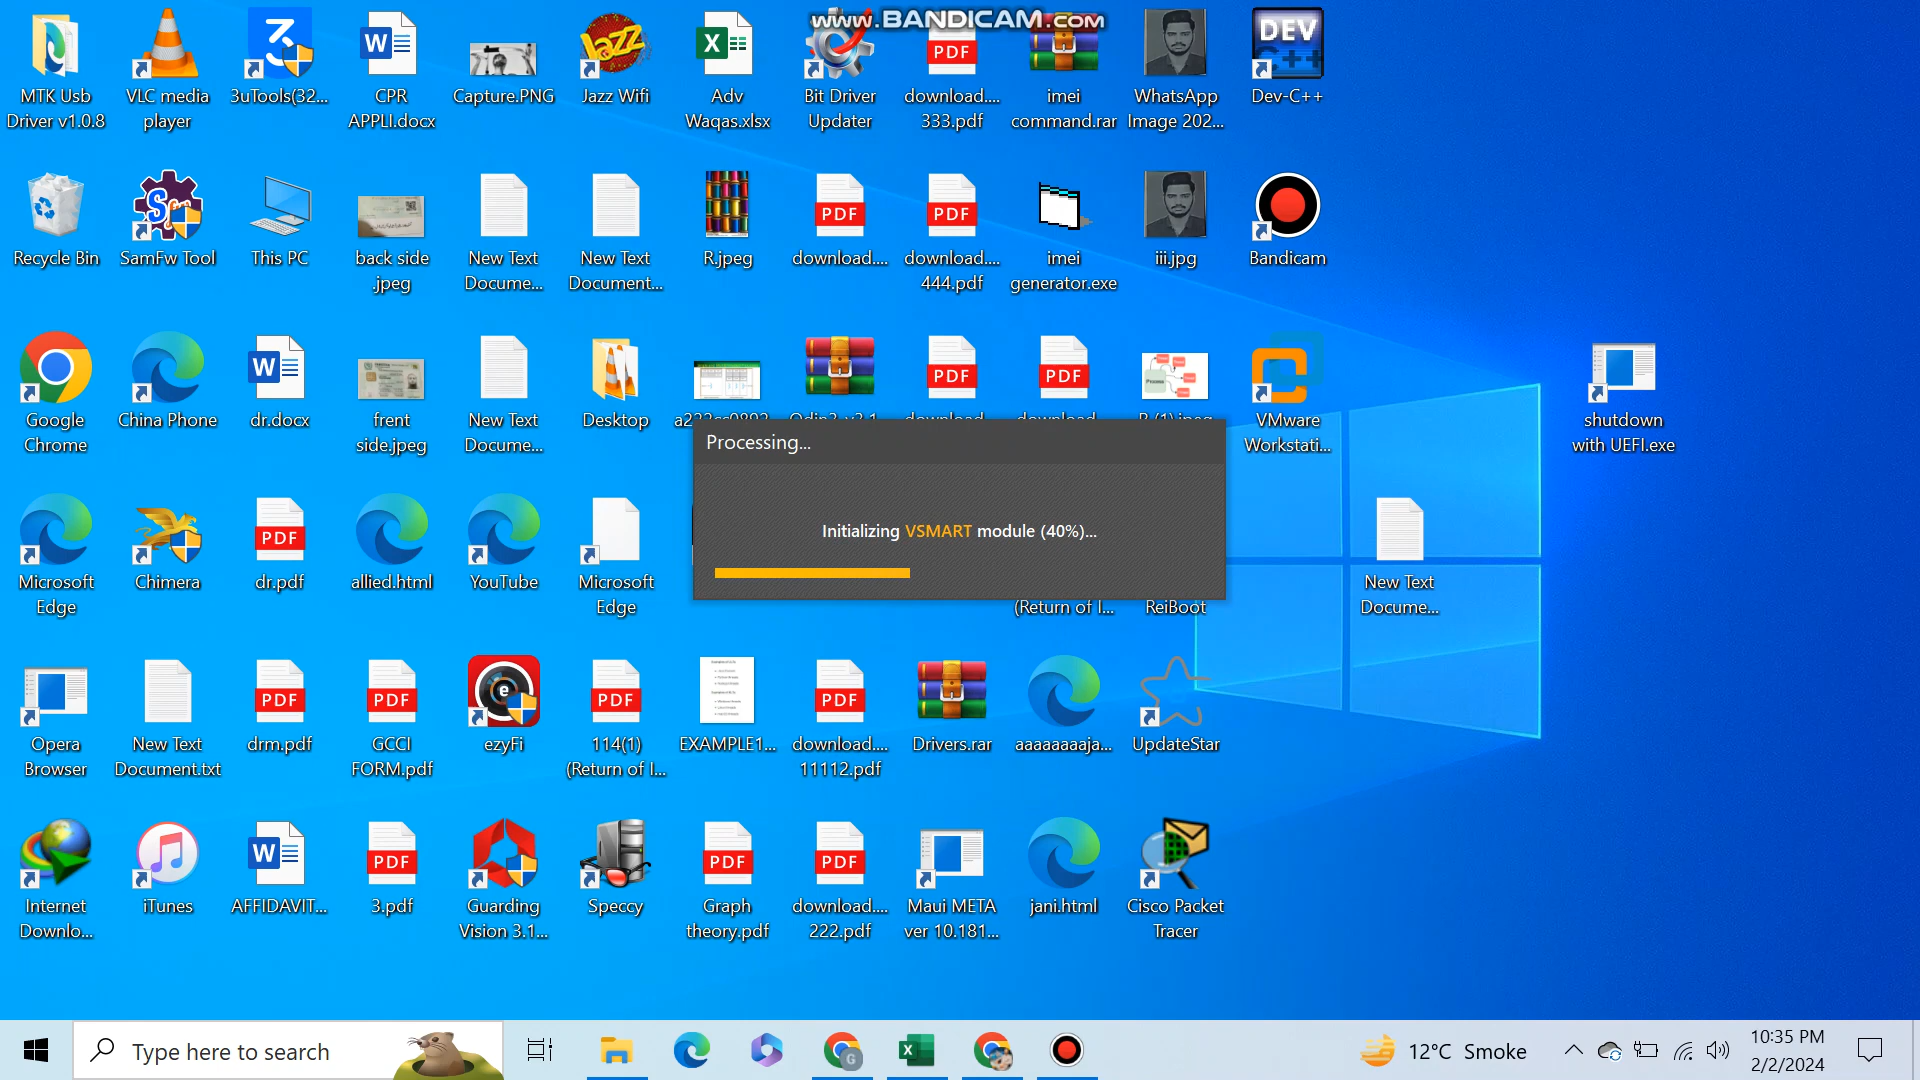 www.BANDICAM.com
MTK Usb
Driver v1.0.8
VLC media
player
3uTools(32...
CPR
APPLI.docx
Capture.PNG
Jazz Wifi
Adv
Waqas.xlsx
Bit Driver
Updater
download....
333.pdf
imei
command.rar
WhatsApp
Image 202...
Dev-C++
Recycle Bin
SamFw Tool
This PC
back side
.jpeg
New Text
Docume...
New Text
Document...
R.jpeg
download....
download....
444.pdf
imei
generator.exe
iii.jpg
Bandicam
Google
Chrome
China Phone
dr.docx
frent
side.jpeg
New Text
Docume...
Desktop
VMware
Workstati...
shutdown
with UEFI.exe
Processing...
Initializing VSMART module (40%)...
Microsoft
Edge
Chimera
dr.pdf
allied.html
YouTube
Microsoft
Edge
(Return of I...
ReiBoot
New Text
Docume...
Opera
Browser
New Text
Document.txt
drm.pdf
GCCI
FORM.pdf
ezyFi
114(1)
(Return of I...
EXAMPLE1...
download....
11112.pdf
Drivers.rar
aaaaaaaaja...
UpdateStar
Internet
Downlo...
iTunes
AFFIDAVIT...
3.pdf
Guarding
Vision 3.1...
Speccy
Graph
theory.pdf
download....
222.pdf
Maui META
ver 10.181...
jani.html
Cisco Packet
Tracer
Type here to search
12°C Smoke
10:35 PM
2/2/2024